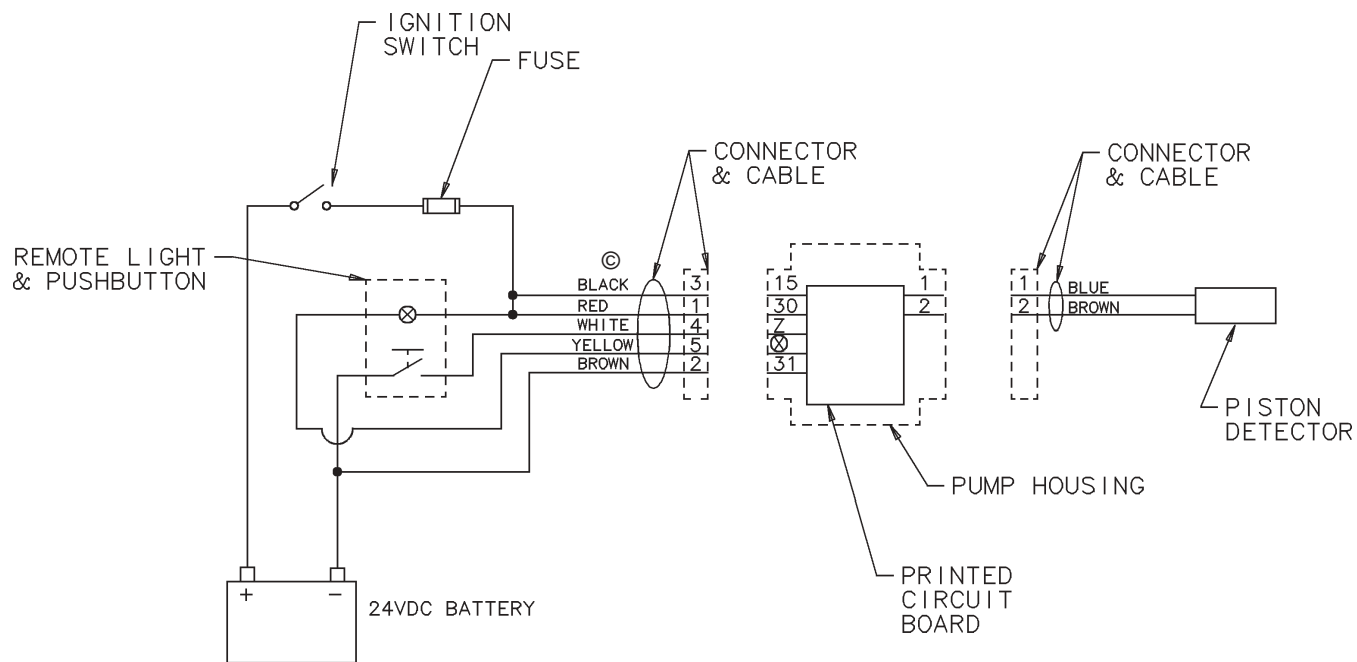 IGNITION
SWITCH
FUSE
CONNECTOR
& CABLE
CONNECTOR
& CABLE
REMOTE LIGHT
& PUSHBUTTON
©
BLACK 3 15 1 1 BLUE
RED 1 30 2 2 BROWN
WHITE 4 Z
YELLOW 5
BROWN 2 31
PISTON
DETECTOR
PUMP HOUSING
PRINTED
CIRCUIT
BOARD
+ − 24VDC BATTERY